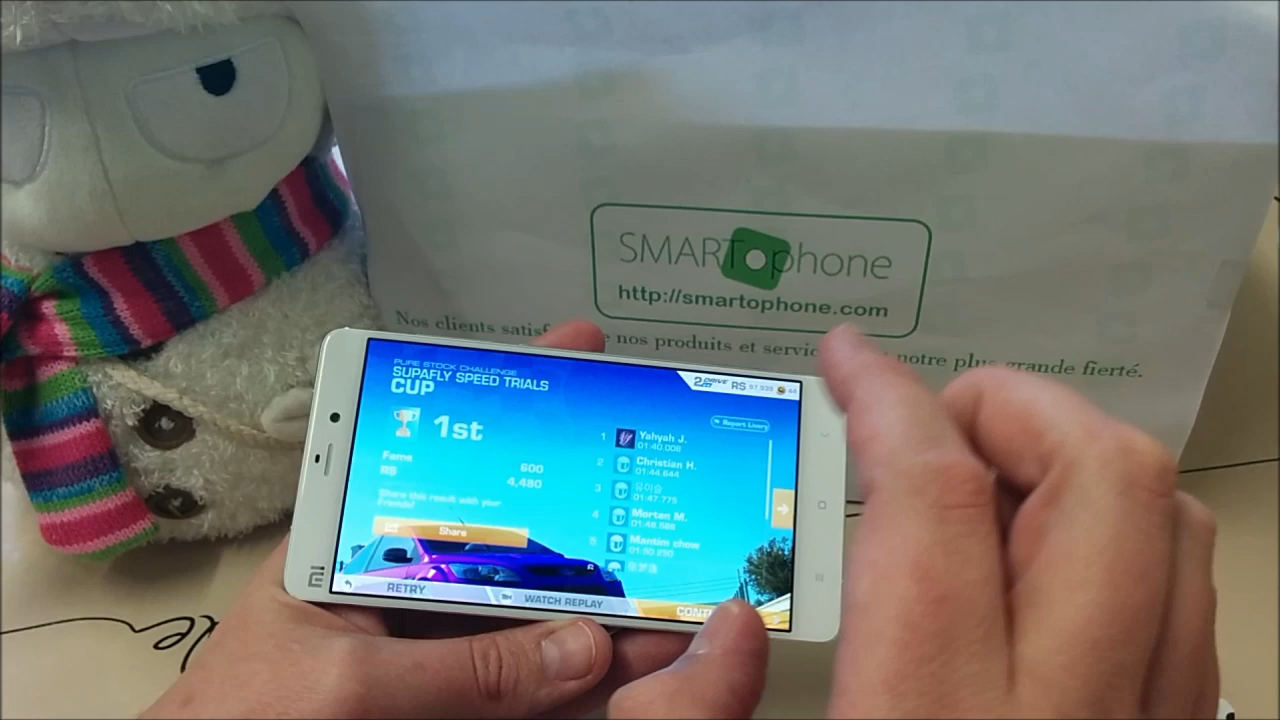 SMARTophone
http://smartophone.com
Nos clients satisf e nos produits et servic notre plus grande fierté.
PURE STOCK CHALLENGE
SUPAFLY SPEED TRIALS
CUP
1st
Fame 600
RS 4,480
Share this result with your
Friends!
Share
DRIVE RS
Report Livery
1 Yahyah J.
01:40.008
2 Christian H.
01:44.644
3 유이승
01:47.775
4 Morten M.
01:48.588
5 Mantim chow
01:50.290
RETRY
WATCH REPLAY
CONT